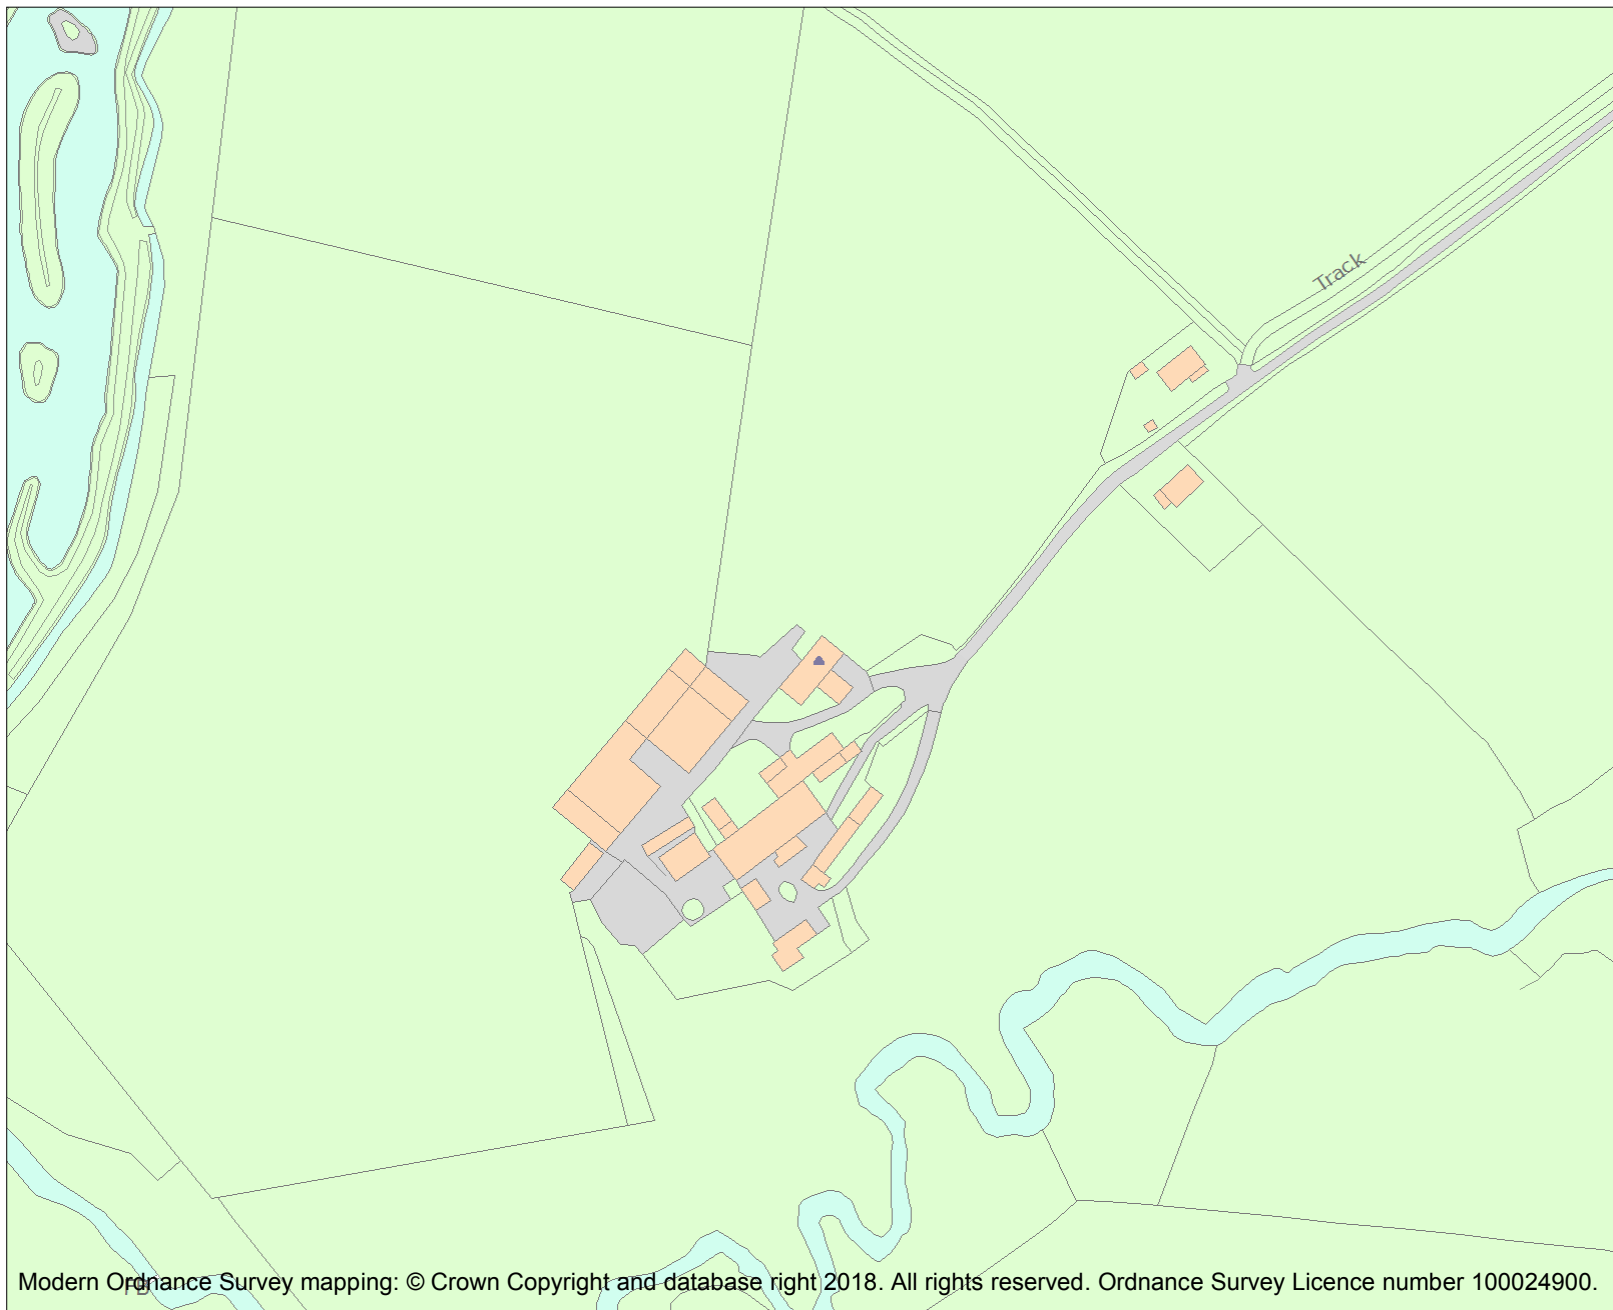 Track
FB
Modern Ordnance Survey mapping: © Crown Copyright and database right 2018. All rights reserved. Ordnance Survey Licence number 100024900.